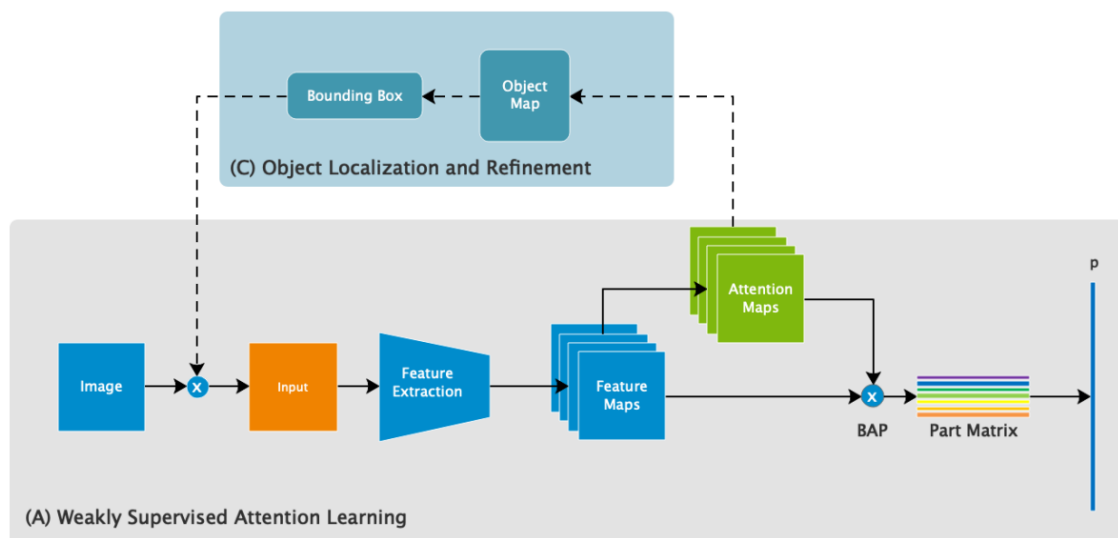 Bounding Box
Object
Map
(C) Object Localization and Refinement
p
Attention
Maps
Image
x
Input
Feature
Extraction
Feature
Maps
x
BAP
Part Matrix
(A) Weakly Supervised Attention Learning